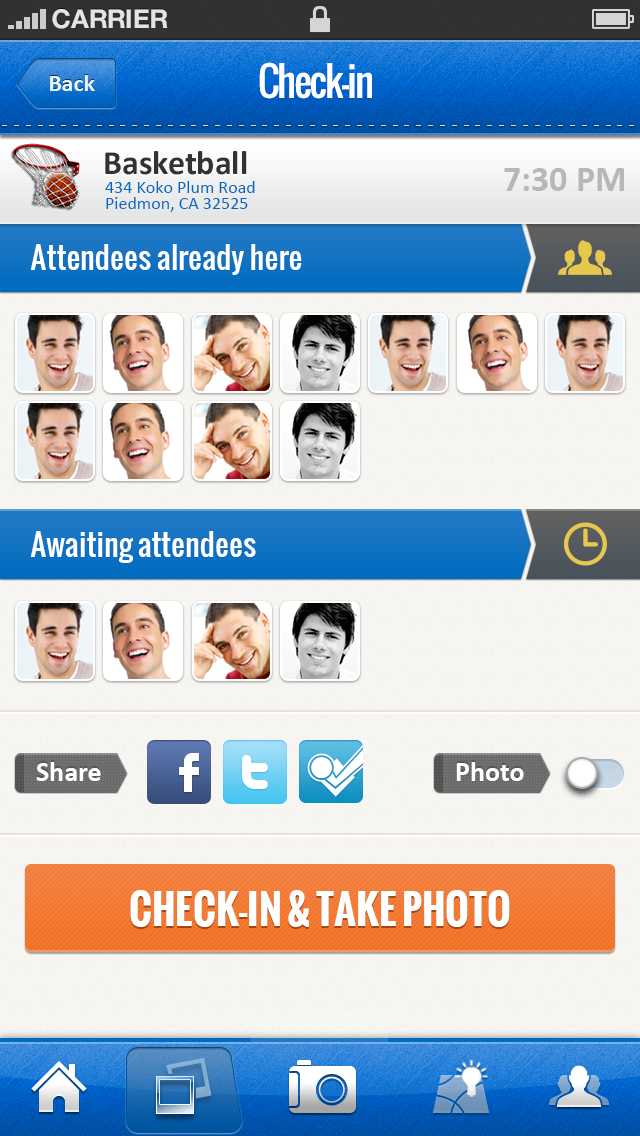 CARRIER
Back
Check-in
Basketball
434 Koko Plum Road
Piedmon, CA 32525
7:30 PM
Attendees already here
Awaiting attendees
Share
f
t
Photo
CHECK-IN & TAKE PHOTO